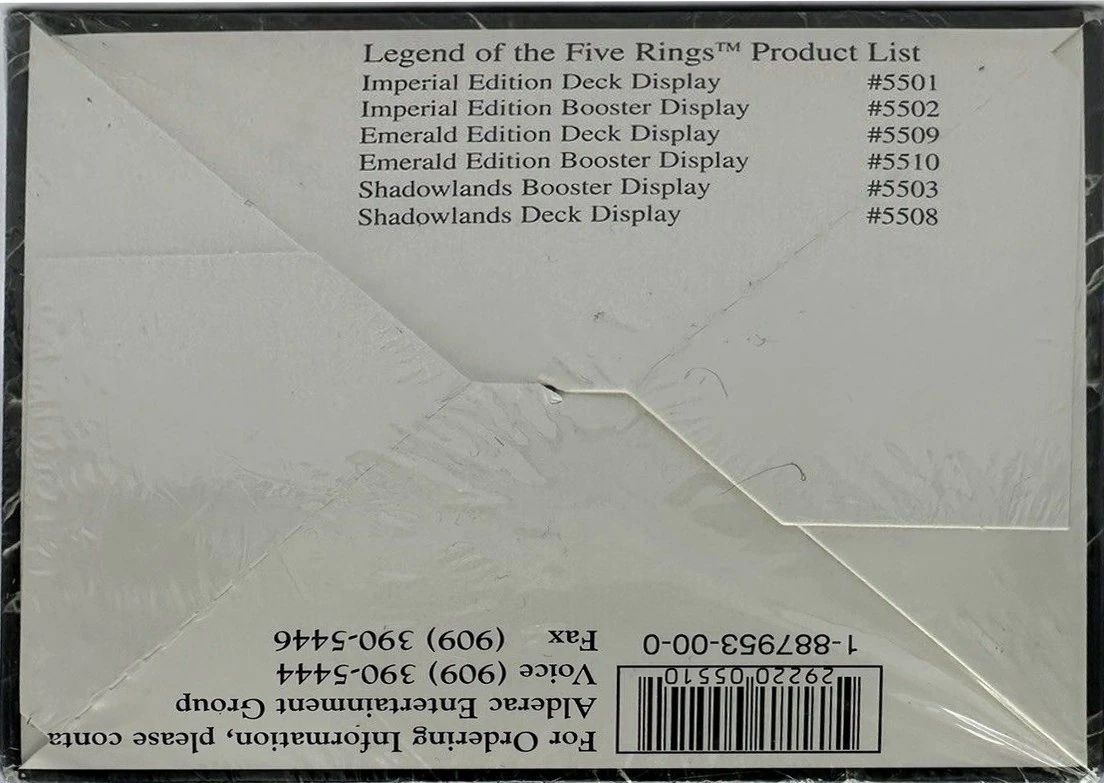 Legend of the Five Rings™ Product List
Imperial Edition Deck Display #5501
Imperial Edition Booster Display #5502
Emerald Edition Deck Display #5509
Emerald Edition Booster Display #5510
Shadowlands Booster Display #5503
Shadowlands Deck Display #5508
For Ordering Information, please conta
Alderac Entertainment Group
Voice (909) 390-5444
Fax (909) 390-5446
29220 05510
1-887953-00-0